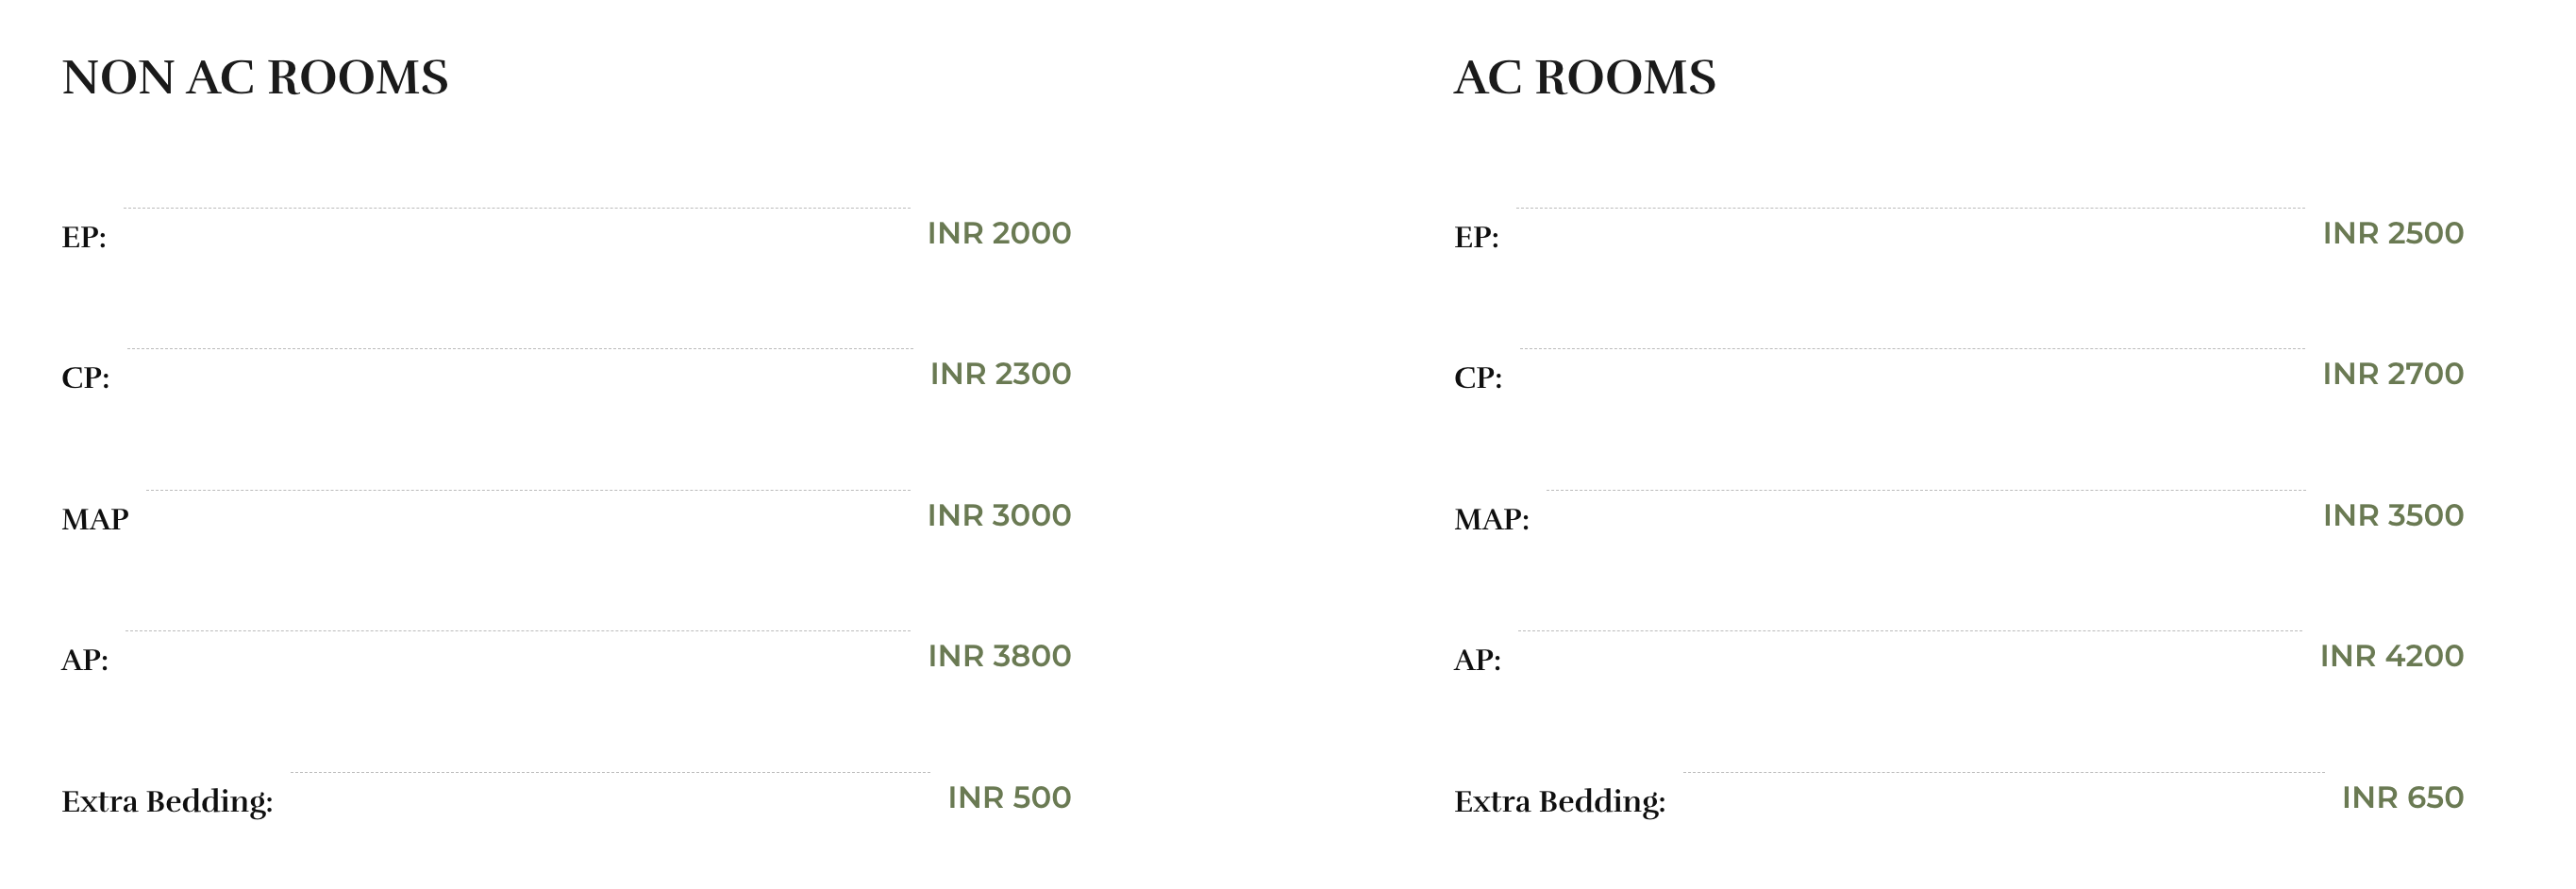 NON AC ROOMS
EP: INR 2000
CP: INR 2300
MAP INR 3000
AP: INR 3800
Extra Bedding: INR 500
AC ROOMS
EP: INR 2500
CP: INR 2700
MAP: INR 3500
AP: INR 4200
Extra Bedding: INR 650